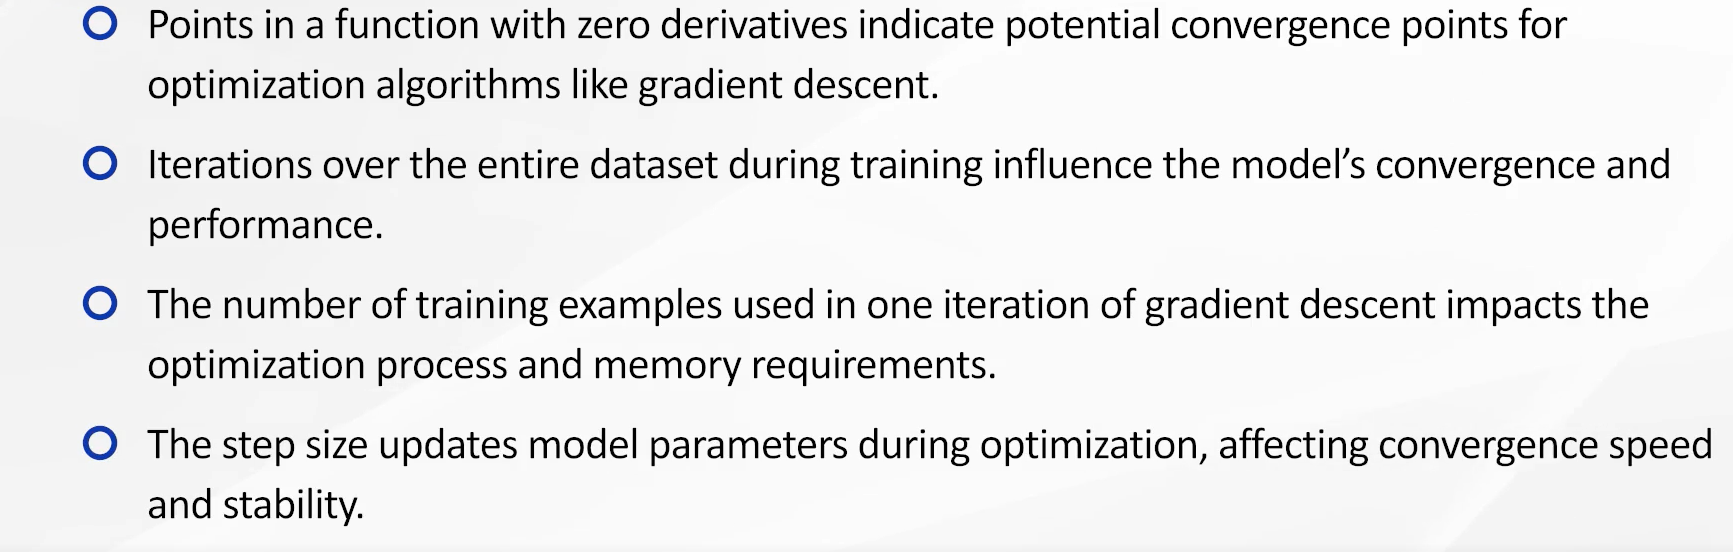 Points in a function with zero derivatives indicate potential convergence points for
optimization algorithms like gradient descent.
Iterations over the entire dataset during training influence the model’s convergence and
performance.
The number of training examples used in one iteration of gradient descent impacts the
optimization process and memory requirements.
The step size updates model parameters during optimization, affecting convergence speed
and stability.